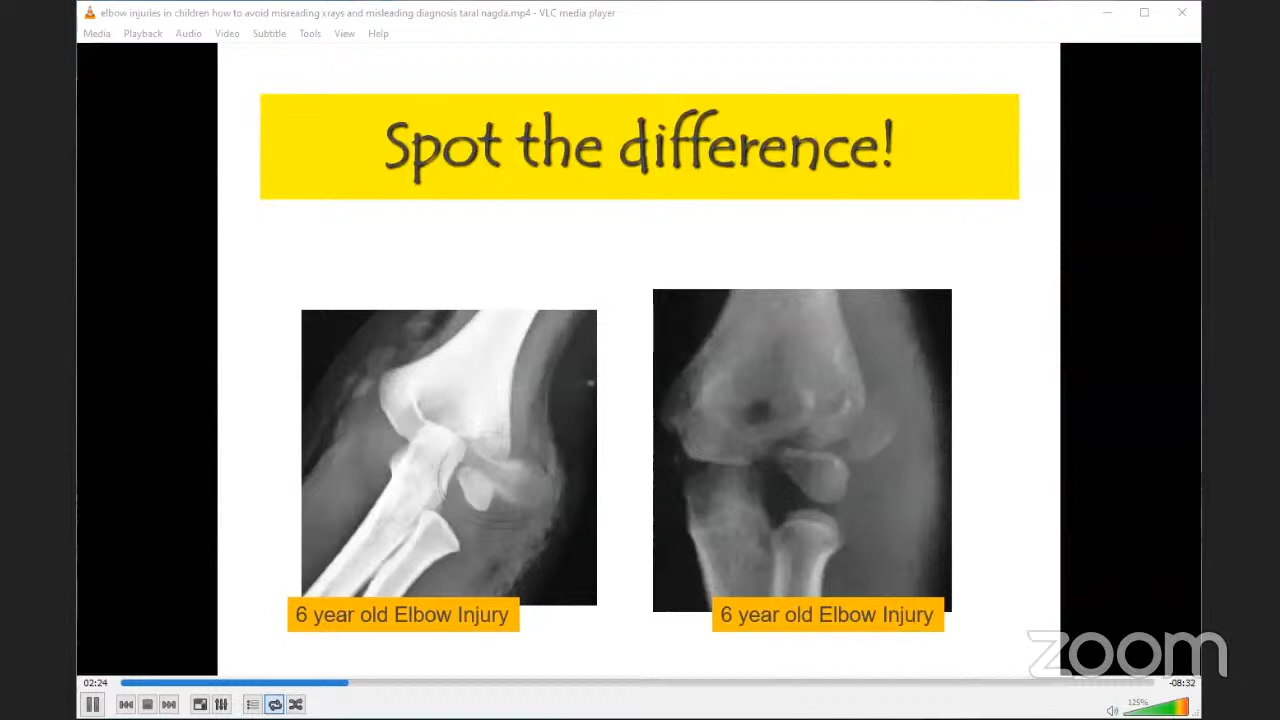 elbow injuries in children how to avoid misreading xrays and misleading diagnosis taral nagda.mp4 - VLC media player
Media Playback Audio Video Subtitle Tools View Help
Spot the difference!
6 year old Elbow Injury
6 year old Elbow Injury
zoom
02:24
-08:32
125%